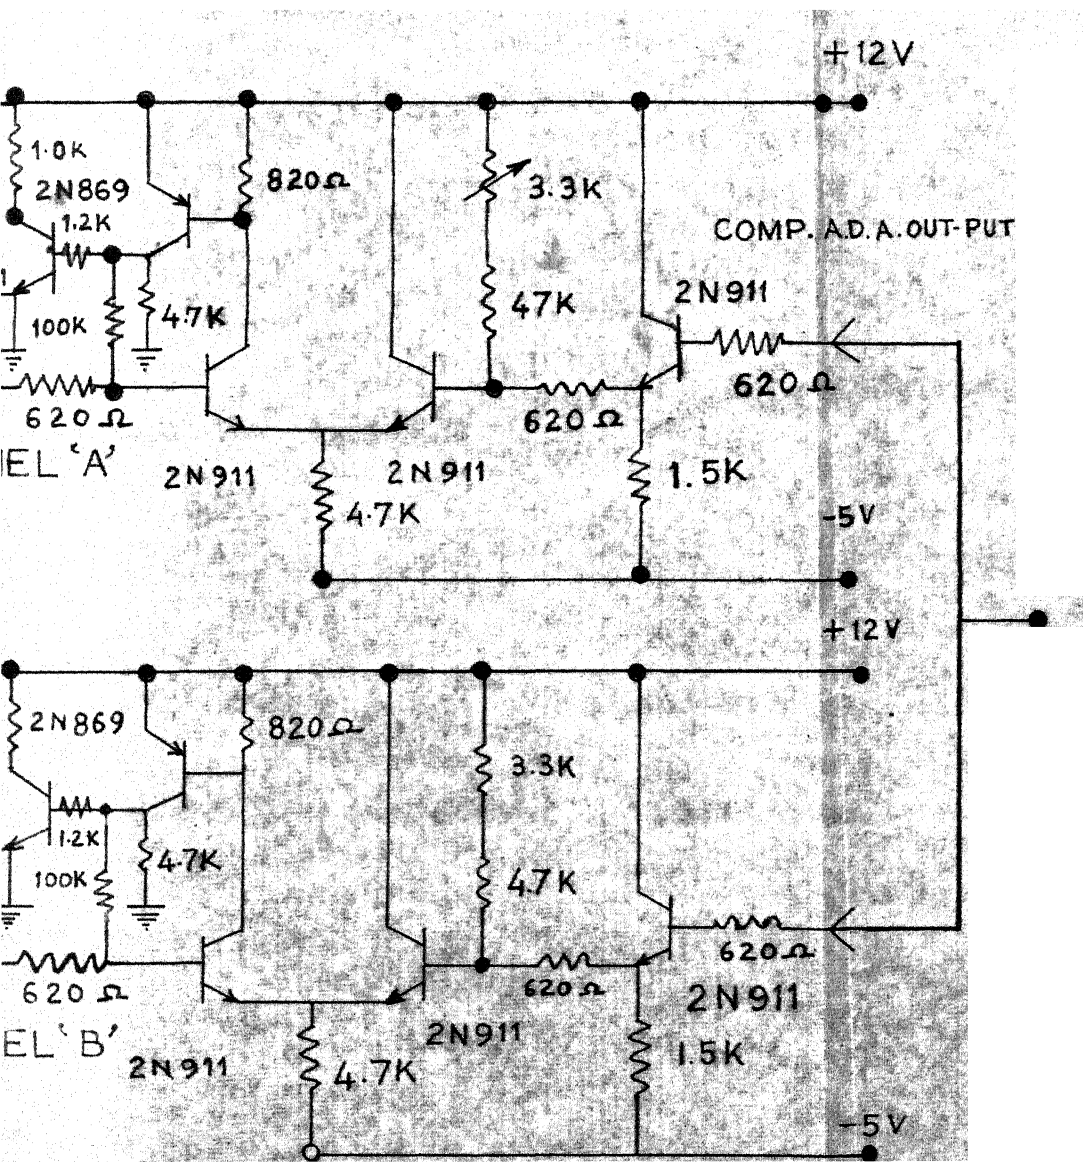 +12V
1.0K
820Ω
2N869
3.3K
1.2K
COMP. A.D.A. OUT-PUT
2N911
47K
100K
4.7K
620Ω
620Ω
620Ω
EL 'A'
2N911
2N911
1.5K
4.7K
-5V
+12V
2N869
820Ω
3.3K
1.2K
4.7K
100K
47K
620Ω
620Ω
620Ω
2N911
EL 'B'
2N911
2N911
1.5K
4.7K
-5V